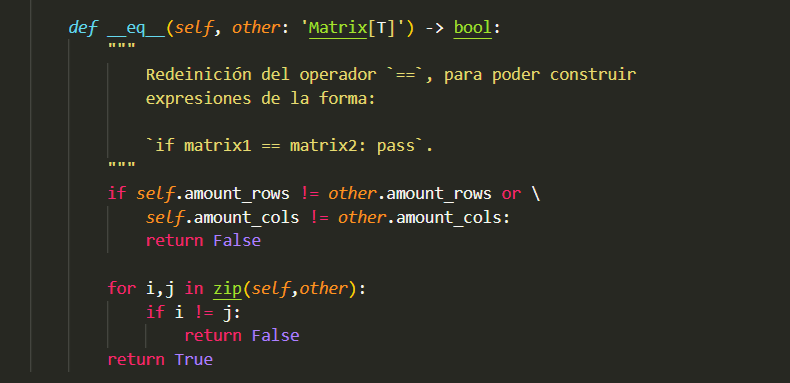 def __eq__(self, other: 'Matrix[T]') -> bool:
"""
Redeinición del operador `==`, para poder construir
expresiones de la forma:
`if matrix1 == matrix2: pass`.
"""
if self.amount_rows != other.amount_rows or \
self.amount_cols != other.amount_cols:
return False
for i,j in zip(self,other):
if i != j:
return False
return True